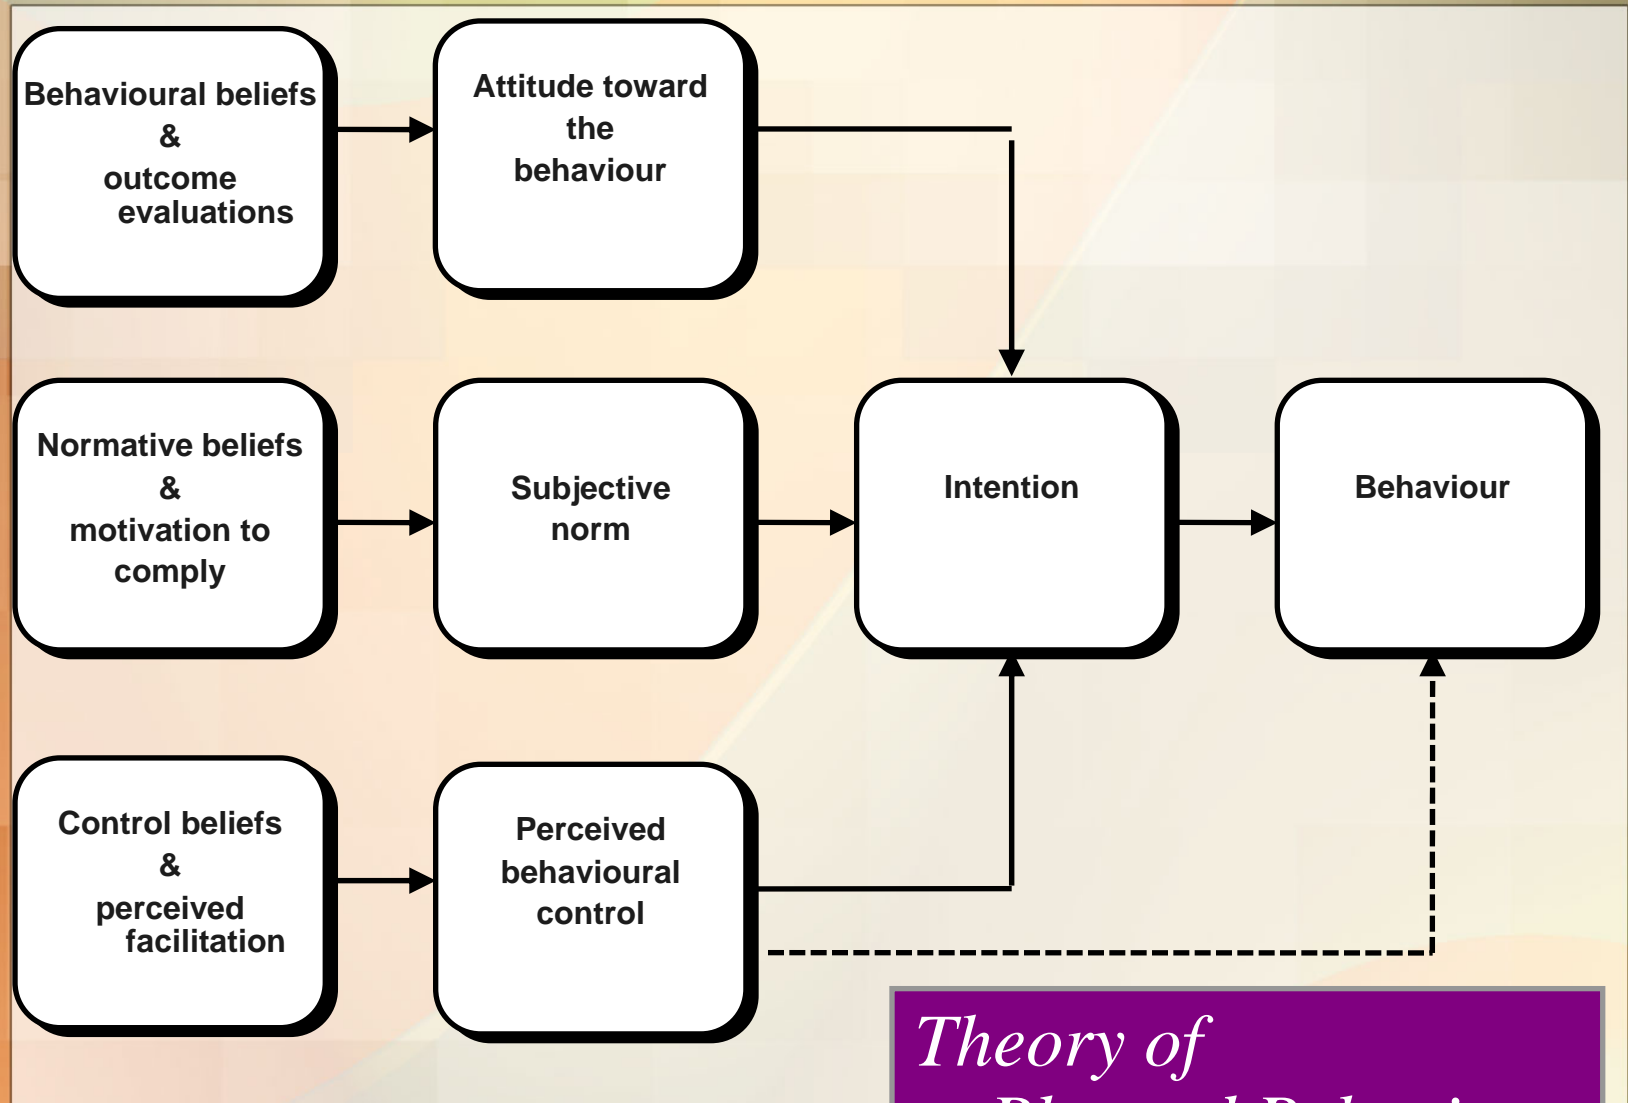 Behavioural beliefs
&
outcome
evaluations
Attitude toward
the
behaviour
Normative beliefs
&
motivation to
comply
Subjective
norm
Intention
Behaviour
Control beliefs
&
perceived
facilitation
Perceived
behavioural
control
Theory of